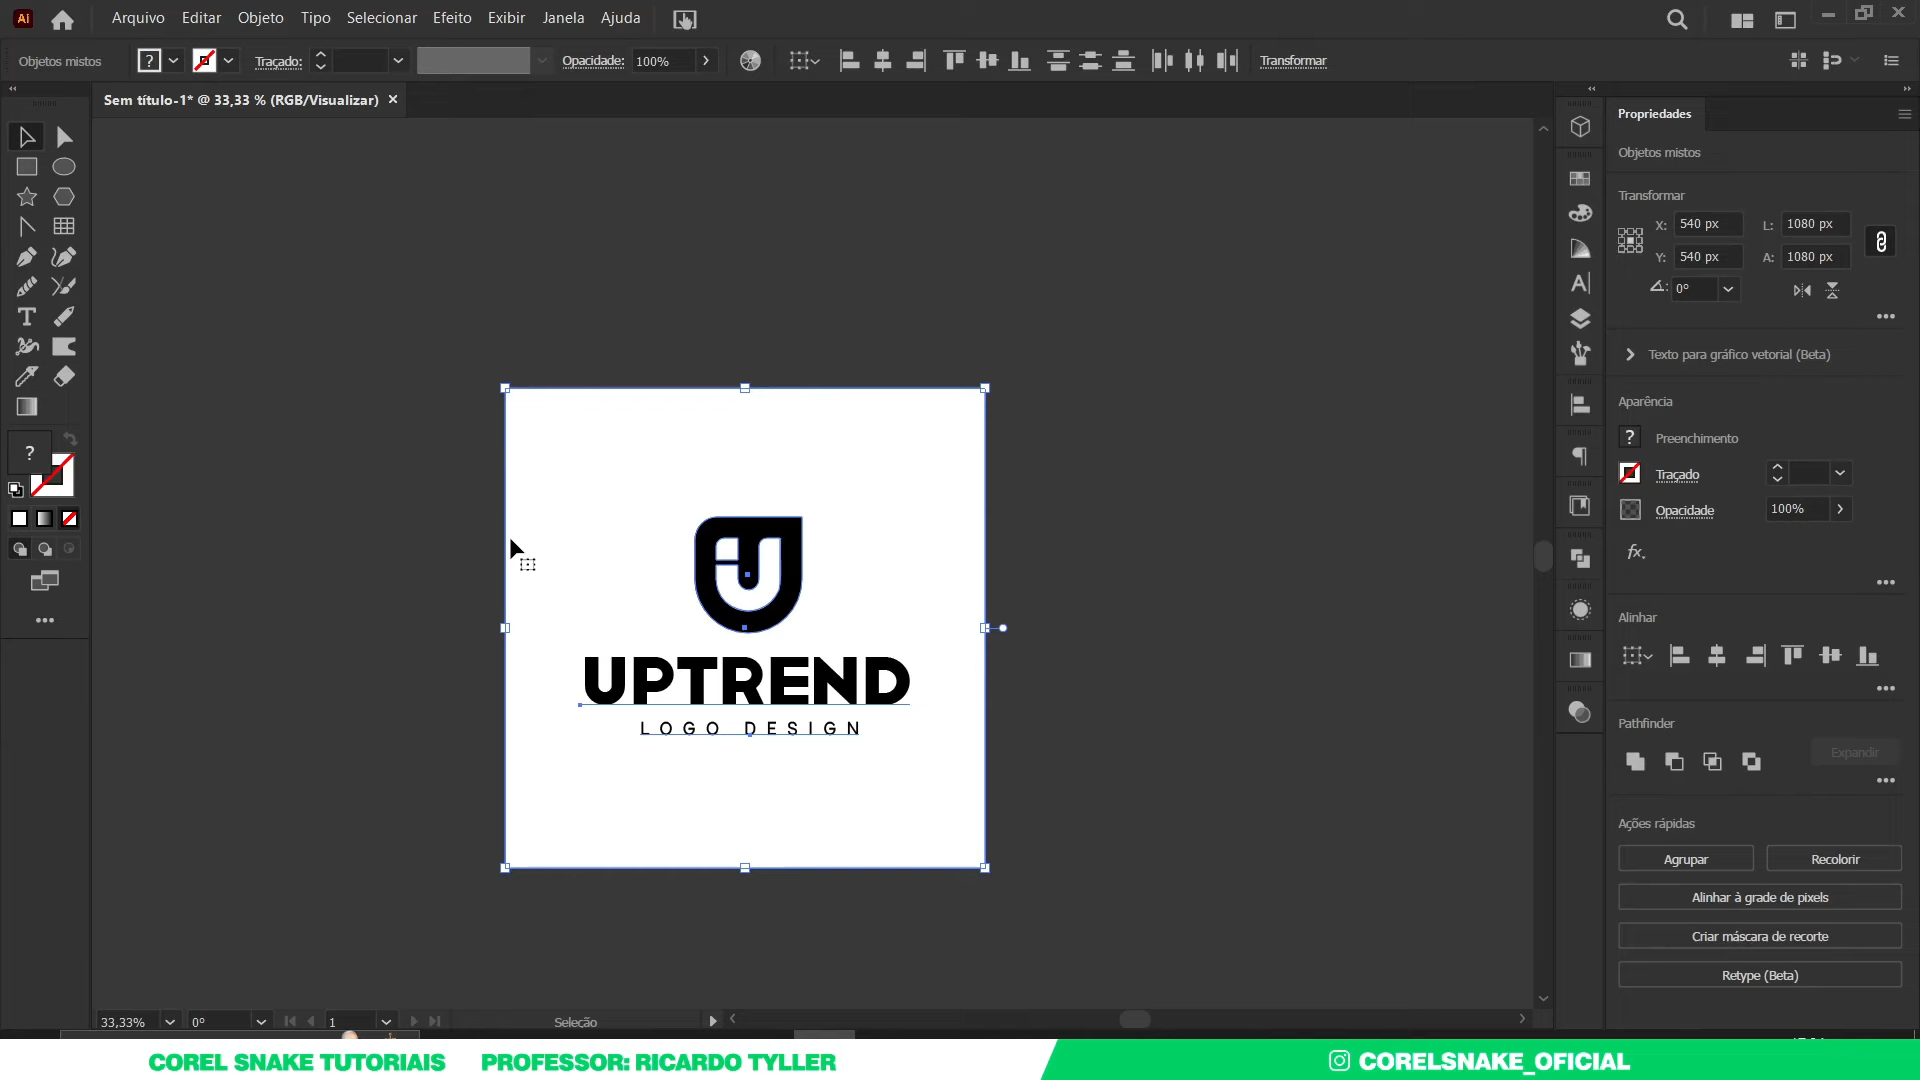 Ai Arquivo Editar Objeto Tipo Selecionar Efeito Exibir Janela Ajuda
Objetos mistos ? Traçado: Opacidade: 100% Transformar
Sem título-1* @ 33,33 % (RGB/Visualizar) ×
Propriedades
Objetos mistos
Transformar
X: 540 px L: 1080 px
Y: 540 px A: 1080 px
0°
Texto para gráfico vetorial (Beta)
Aparência
? Preenchimento
Traçado
Opacidade 100%
fx.
Alinhar
Pathfinder
Expandir
Ações rápidas
Agrupar Recolorir
Alinhar à grade de pixels
Criar máscara de recorte
Retype (Beta)
?
UPTREND
LOGO DESIGN
33,33% 0° 1 Seleção
COREL SNAKE TUTORIAIS PROFESSOR: RICARDO TYLLER CORELSNAKE_OFICIAL